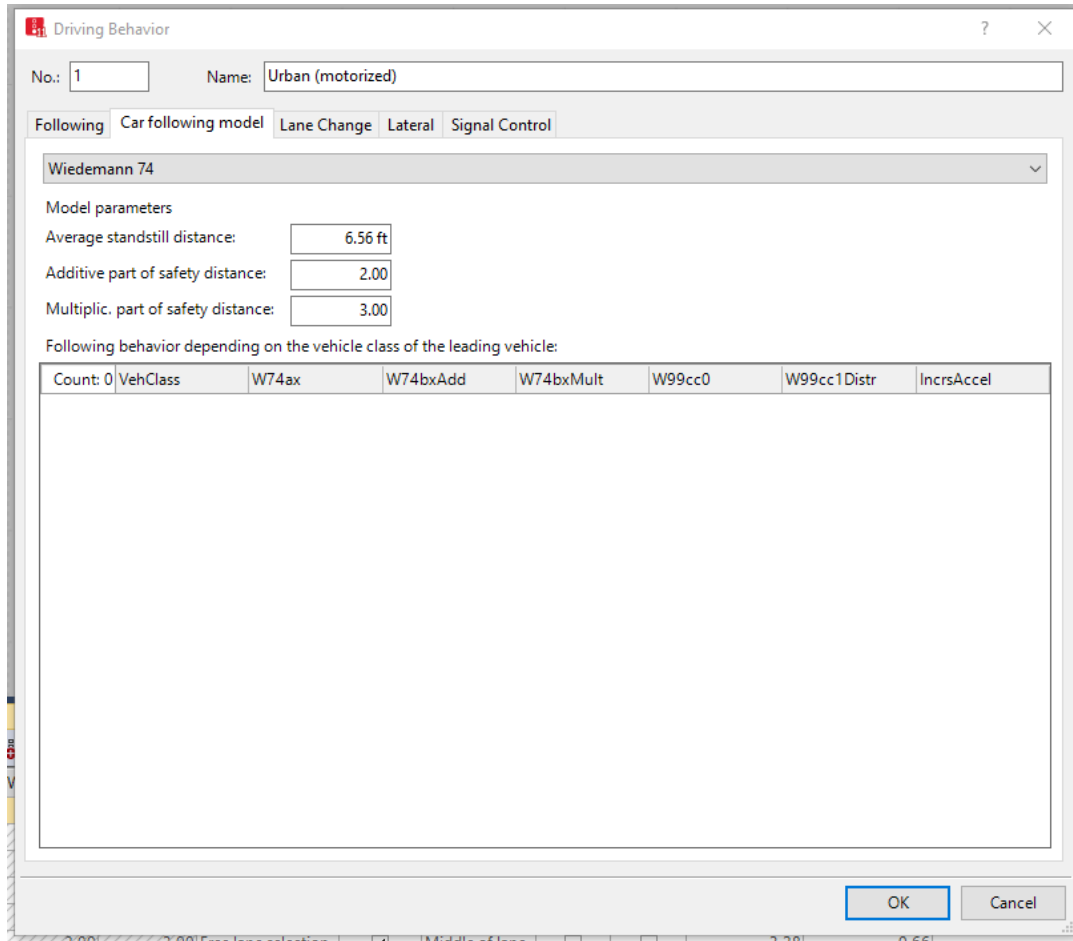 Driving Behavior ?
No.: 1 Name: Urban (motorized)
Following Car following model Lane Change Lateral Signal Control
Wiedemann 74
Model parameters
Average standstill distance: 6.56 ft
Additive part of safety distance: 2.00
Multiplic. part of safety distance: 3.00
Following behavior depending on the vehicle class of the leading vehicle:
Count: 0 VehClass W74ax W74bxAdd W74bxMult W99cc0 W99cc1Distr IncrsAccel
OK Cancel